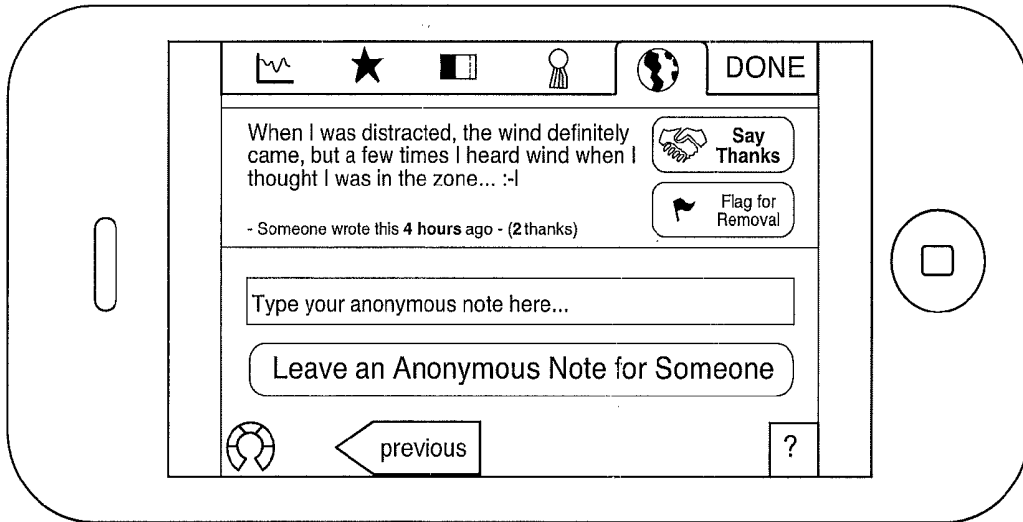 DONE
When I was distracted, the wind definitely
came, but a few times I heard wind when I
thought I was in the zone... :-I
- Someone wrote this 4 hours ago - (2 thanks)
Say
Thanks
Flag for
Removal
Type your anonymous note here...
Leave an Anonymous Note for Someone
previous
?